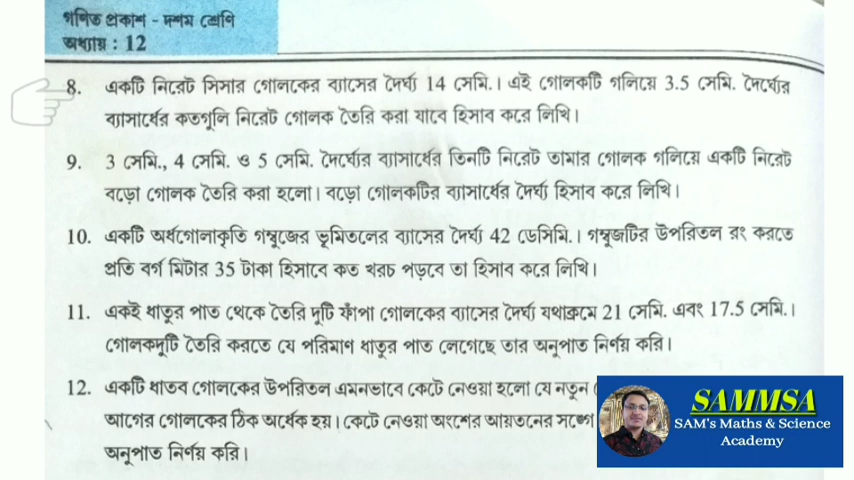 গণিত প্রকাশ - দশম শ্রেণি
অধ্যায় : 12
8. একটি নিরেট সিসার গোলকের ব্যাসের দৈর্ঘ্য 14 সেমি.। এই গোলকটি গলিয়ে 3.5 সেমি. দৈর্ঘ্যের
ব্যাসার্ধের কতগুলি নিরেট গোলক তৈরি করা যাবে হিসাব করে লিখি।
9. 3 সেমি., 4 সেমি. ও 5 সেমি. দৈর্ঘ্যের ব্যাসার্ধের তিনটি নিরেট তামার গোলক গলিয়ে একটি নিরেট
বড়ো গোলক তৈরি করা হলো। বড়ো গোলকটির ব্যাসার্ধের দৈর্ঘ্য হিসাব করে লিখি।
10. একটি অর্ধগোলাকৃতি গম্বুজের ভূমিতলের ব্যাসের দৈর্ঘ্য 42 ডেসিমি.। গম্বুজটির উপরিতল রং করতে
প্রতি বর্গ মিটার 35 টাকা হিসাবে কত খরচ পড়বে তা হিসাব করে লিখি।
11. একই ধাতুর পাত থেকে তৈরি দুটি ফাঁপা গোলকের ব্যাসের দৈর্ঘ্য যথাক্রমে 21 সেমি. এবং 17.5 সেমি.।
গোলকদুটি তৈরি করতে যে পরিমাণ ধাতুর পাত লেগেছে তার অনুপাত নির্ণয় করি।
12. একটি ধাতব গোলকের উপরিতল এমনভাবে কেটে নেওয়া হলো যে নতুন
আগের গোলকের ঠিক অর্ধেক হয়। কেটে নেওয়া অংশের আয়তনের সঙ্গে
অনুপাত নির্ণয় করি।
SAMMSA
SAM's Maths & Science
Academy